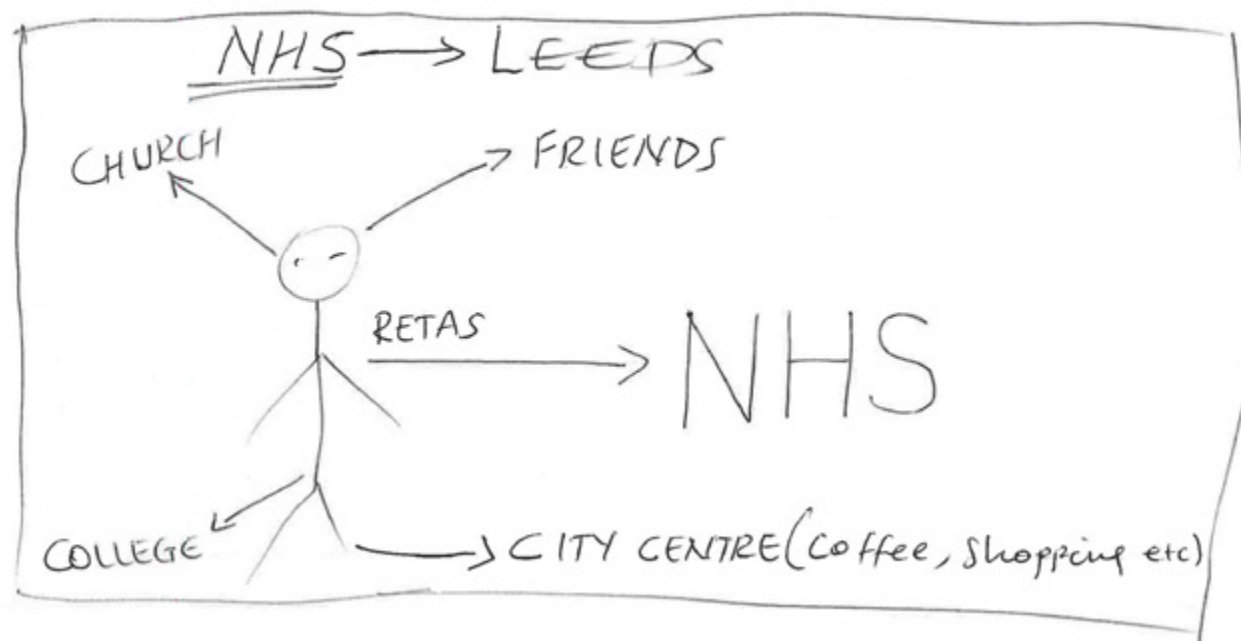 NHS → LEEDS
CHURCH
FRIENDS
RETAS
NHS
COLLEGE
CITY CENTRE (Coffee, Shopping etc)